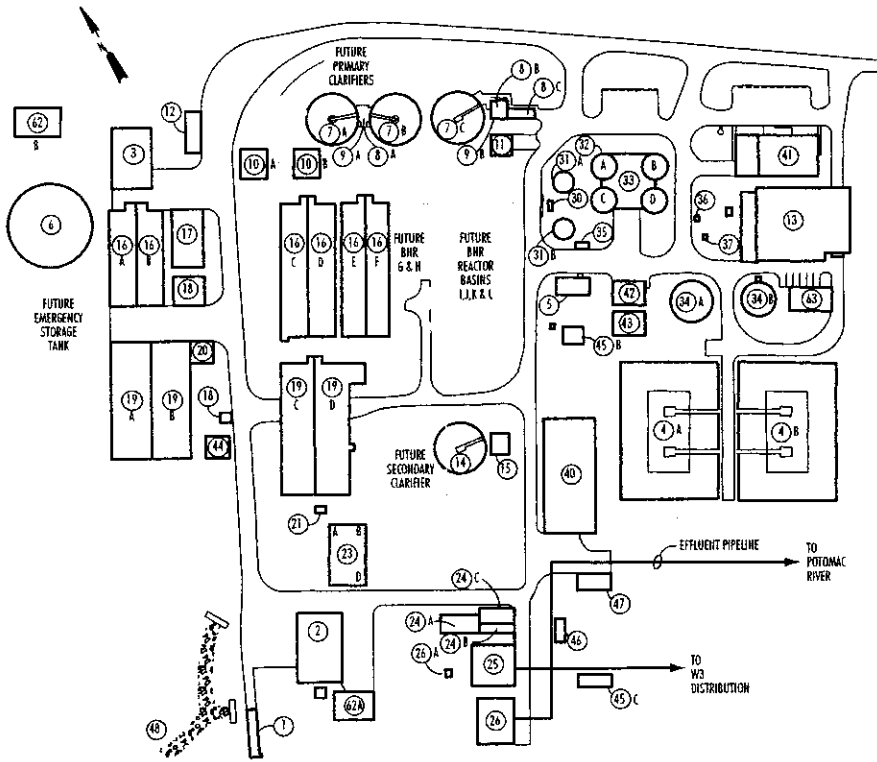 FUTURE
PRIMARY
CLARIFIERS
8 B
8 C
62
B
12
3
7 A
7 B
7 C
9 A
8 A
9 B
11
10 A
10 B
32
31 A
A
B
33
C
D
30
35
31 B
41
36
37
13
6
FUTURE
EMERGENCY
STORAGE
TANK
16 A
16 B
17
18
16 C
16 D
16 E
16 F
FUTURE
BNR
G & H
FUTURE
BNR
REACTOR
BASINS
I,J,K & L
5
42
43
45 B
34 A
34 B
63
20
19 A
19 B
18
44
19 C
19 D
FUTURE
SECONDARY
CLARIFIER
14
15
40
4 A
4 B
21
A B
23
D
EFFLUENT PIPELINE
TO
POTOMAC
RIVER
24 C
47
2
24 A
24 B
46
26 A
25
TO
W3
DISTRIBUTION
62A
45 C
26
48
1